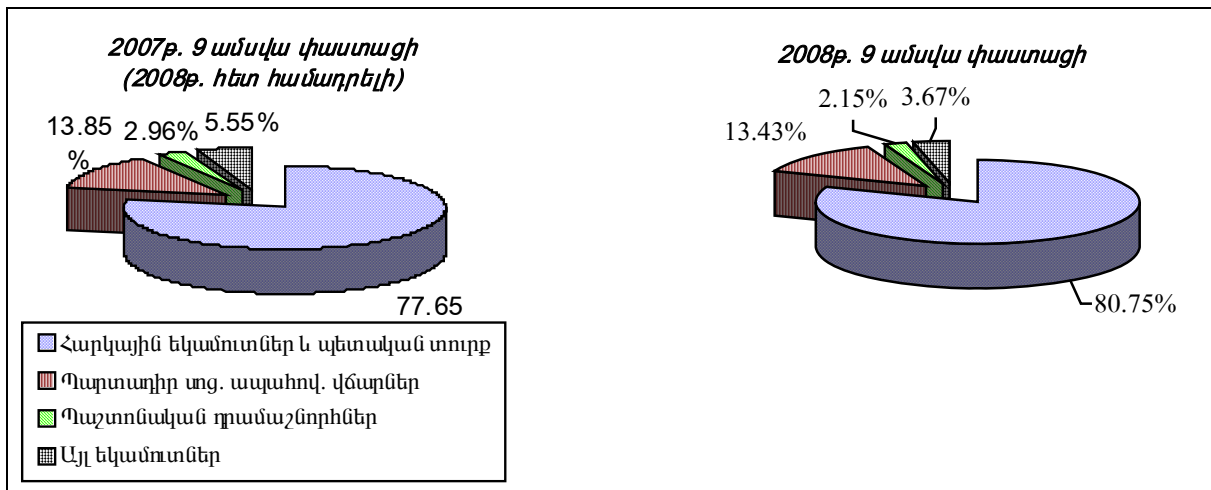 2007թ. 9 ամսվա փաստացի
(2008թ. հետ համադրելի)
13.85
%
2.96%
5.55%
77.65
2008թ. 9 ամսվա փաստացի
13.43%
2.15%
3.67%
80.75%
Հարկային եկամուտներ և պետական տուրք
Պարտադիր սոց. ապահով. վճարներ
Պաշտոնական դրամաշնորհներ
Այլ եկամուտներ